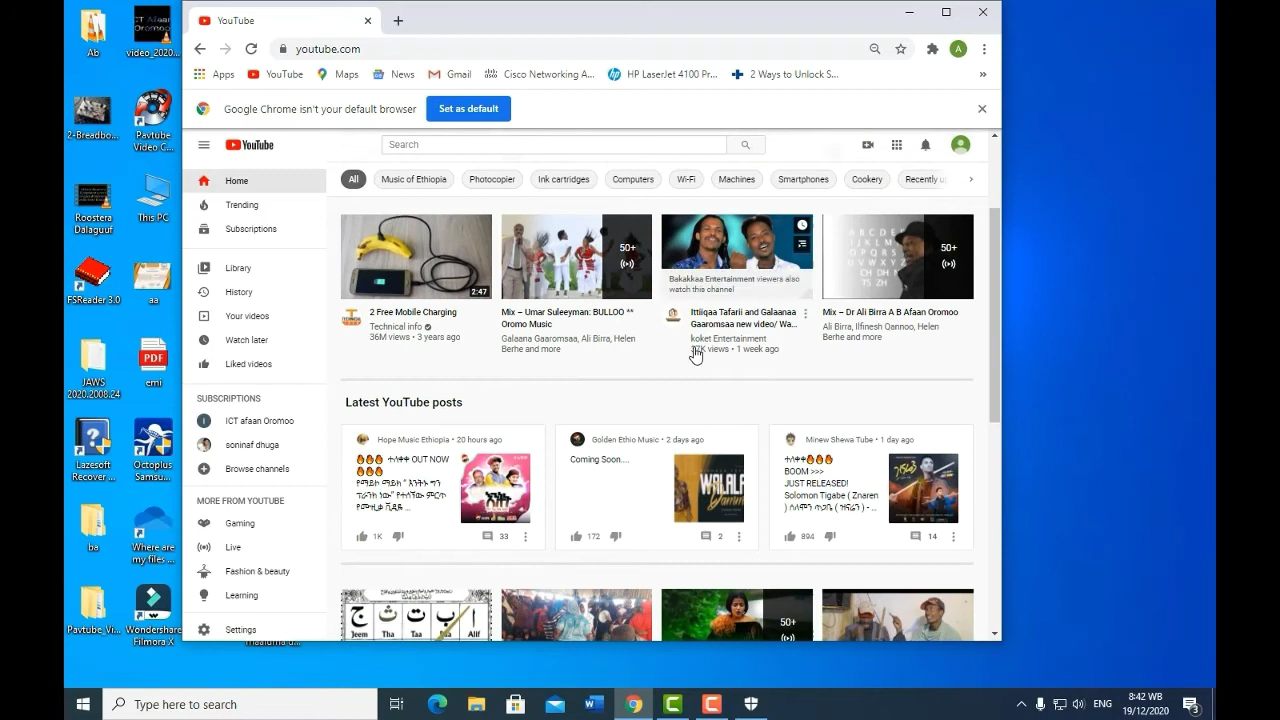 Ab
video_2020...
2-Breadbo...
Pavtube
Video C...
Roostera
Dalaguuf
This PC
FSReader 3.0
aa
JAWS
2020.2008.24
emi
Lazesoft
Recover ...
Octoplus
Samsu...
ba
Where are
my files ...
Pavtube_Vi...
Wondershare
Filmora X
YouTube
youtube.com
A
Apps
YouTube
Maps
News
Gmail
Cisco Networking A...
HP LaserJet 4100 Pr...
2 Ways to Unlock S...
Google Chrome isn't your default browser
Set as default
YouTube
Search
Home
Trending
Subscriptions
Library
History
Your videos
Watch later
Liked videos
SUBSCRIPTIONS
ICT afaan Oromoo
soninaf dhuga
Browse channels
MORE FROM YOUTUBE
Gaming
Live
Fashion & beauty
Learning
Settings
All
Music of Ethiopia
Photocopier
Ink cartridges
Computers
Wi-Fi
Machines
Smartphones
Cookery
Recently u
2:47
2 Free Mobile Charging
Technical info
36M views • 3 years ago
50+
Mix – Umar Suleeyman: BULLOO **
Oromo Music
Galaana Gaaromsaa, Ali Birra, Helen
Berhe and more
Bakakkaa Entertainment viewers also
watch this channel
Ittiiqaa Tafarii and Galaanaa
Gaaromsaa new video/ Wa...
koket Entertainment
views • 1 week ago
50+
Mix – Dr Ali Birra A B Afaan Oromoo
Ali Birra, Ilfinesh Qannoo, Helen
Berhe and more
Latest YouTube posts
Hope Music Ethiopia • 20 hours ago
🔥🔥🔥 ተለቀቀ OUT NOW
🔥🔥🔥
1K
33
Golden Ethio Music • 2 days ago
Coming Soon....
WALALA
172
2
Minew Shewa Tube • 1 day ago
ተለቀቀ🔥🔥🔥
BOOM >>>
JUST RELEASED!
Solomon Tigabe ( Znaren
894
14
ج ث ت ب ا
Jeem Tha Taa Baa Alif
50+
Type here to search
ENG
8:42 WB
19/12/2020
3